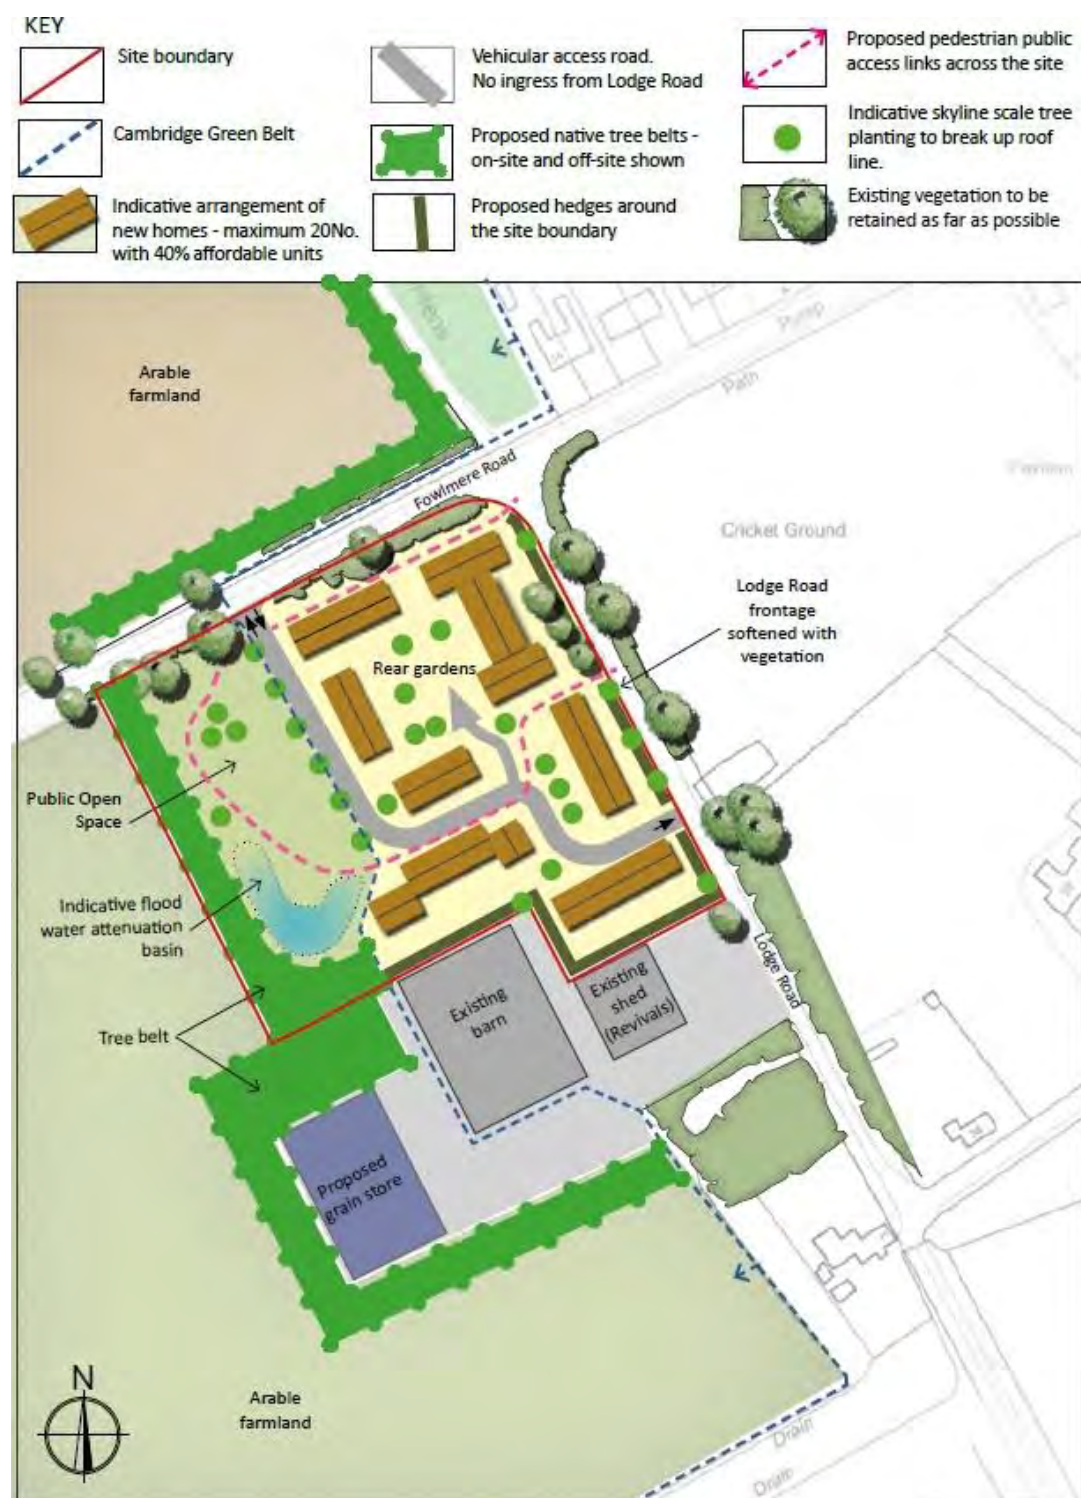 KEY
Site boundary
Cambridge Green Belt
Indicative arrangement of
new homes - maximum 20No.
with 40% affordable units
Vehicular access road.
No ingress from Lodge Road
Proposed native tree belts -
on-site and off-site shown
Proposed hedges around
the site boundary
Proposed pedestrian public
access links across the site
Indicative skyline scale tree
planting to break up roof
line.
Existing vegetation to be
retained as far as possible
Arable
farmland
Pump
Path
Fowlmere Road
Pavilion
Cricket Ground
Lodge Road
frontage
softened with
vegetation
Rear gardens
Public Open
Space
Indicative flood
water attenuation
basin
Tree belt
Existing
barn
Existing
shed
(Revivals)
Lodge Road
Proposed
grain store
N
Arable
farmland
Drain
Drain